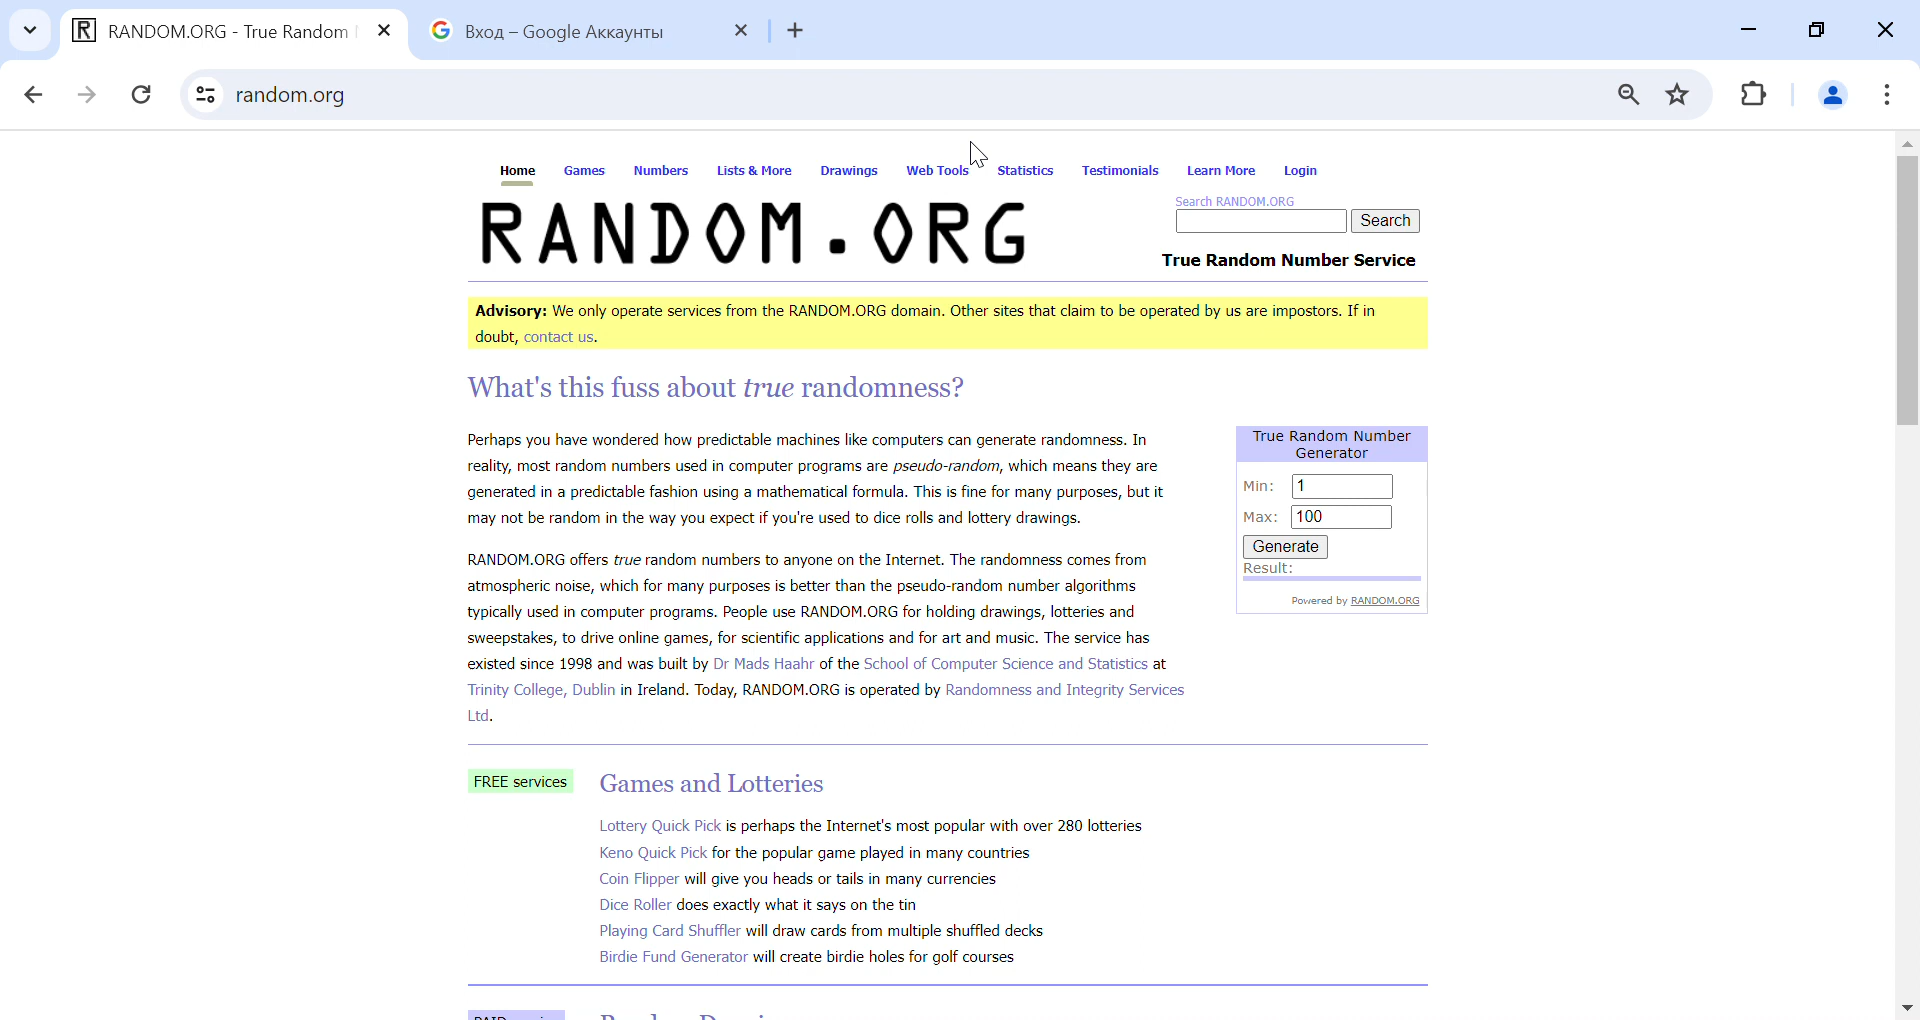 RANDOM.ORG - True Random
Вход – Google Аккаунты
random.org
Home Games Numbers Lists & More Drawings Web Tools Statistics Testimonials Learn More Login
RANDOM.ORG
Search RANDOM.ORG
Search
True Random Number Service
Advisory: We only operate services from the RANDOM.ORG domain. Other sites that claim to be operated by us are impostors. If in
doubt, contact us.
What's this fuss about true randomness?
Perhaps you have wondered how predictable machines like computers can generate randomness. In
reality, most random numbers used in computer programs are pseudo-random, which means they are
generated in a predictable fashion using a mathematical formula. This is fine for many purposes, but it
may not be random in the way you expect if you're used to dice rolls and lottery drawings.
RANDOM.ORG offers true random numbers to anyone on the Internet. The randomness comes from
atmospheric noise, which for many purposes is better than the pseudo-random number algorithms
typically used in computer programs. People use RANDOM.ORG for holding drawings, lotteries and
sweepstakes, to drive online games, for scientific applications and for art and music. The service has
existed since 1998 and was built by Dr Mads Haahr of the School of Computer Science and Statistics at
Trinity College, Dublin in Ireland. Today, RANDOM.ORG is operated by Randomness and Integrity Services
Ltd.
True Random Number
Generator
Min: 1
Max: 100
Generate
Result:
Powered by RANDOM.ORG
FREE services
Games and Lotteries
Lottery Quick Pick is perhaps the Internet's most popular with over 280 lotteries
Keno Quick Pick for the popular game played in many countries
Coin Flipper will give you heads or tails in many currencies
Dice Roller does exactly what it says on the tin
Playing Card Shuffler will draw cards from multiple shuffled decks
Birdie Fund Generator will create birdie holes for golf courses